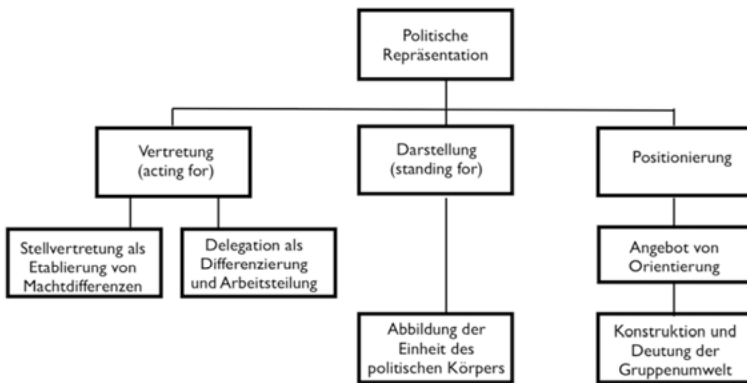 Politische
Repräsentation
Vertretung
(acting for)
Darstellung
(standing for)
Positionierung
Stellvertretung als
Etablierung von
Machtdifferenzen
Delegation als
Differenzierung
und Arbeitsteilung
Angebot von
Orientierung
Abbildung der
Einheit des
politischen Körpers
Konstruktion und
Deutung der
Gruppenumwelt